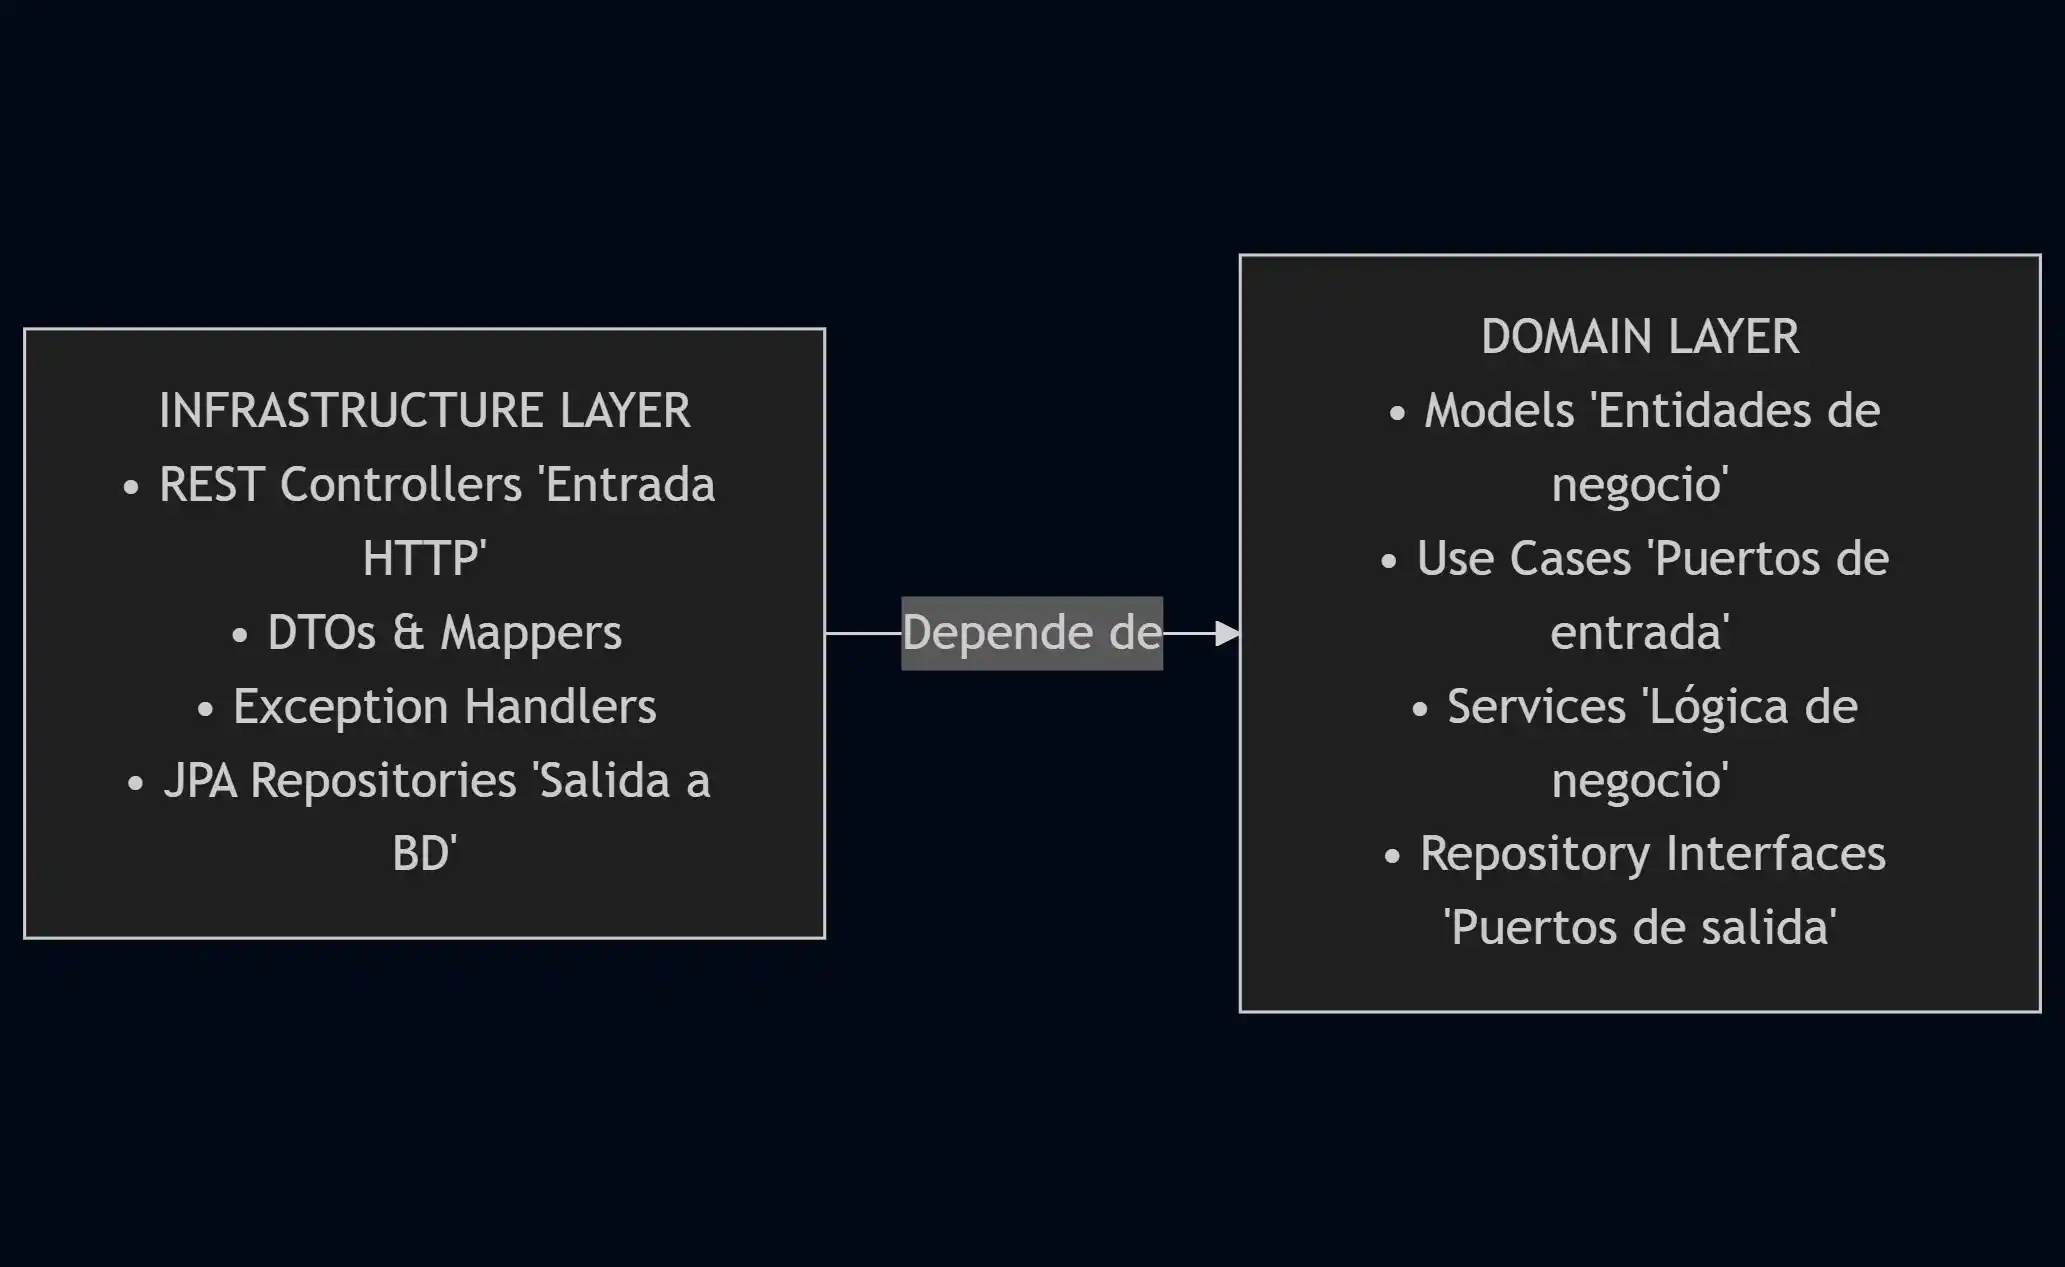 INFRASTRUCTURE LAYER
• REST Controllers 'Entrada
HTTP'
• DTOs & Mappers
• Exception Handlers
• JPA Repositories 'Salida a
BD'
Depende de
DOMAIN LAYER
• Models 'Entidades de
negocio'
• Use Cases 'Puertos de
entrada'
• Services 'Lógica de
negocio'
• Repository Interfaces
'Puertos de salida'